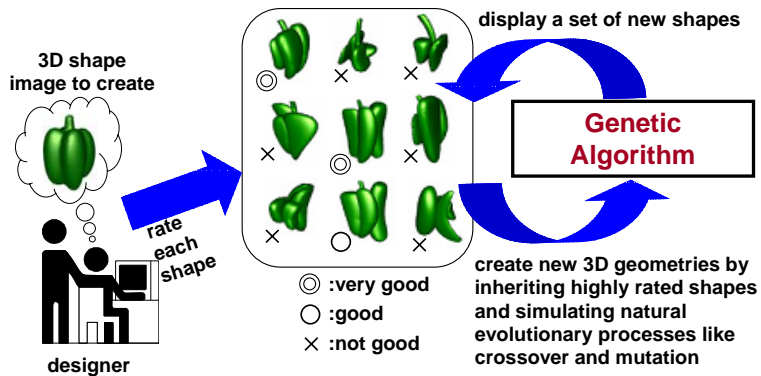 3D shape
image to create
display a set of new shapes
Genetic
Algorithm
rate
each
shape
◎ :very good
○ :good
× :not good
create new 3D geometries by
inheriting highly rated shapes
and simulating natural
evolutionary processes like
crossover and mutation
designer